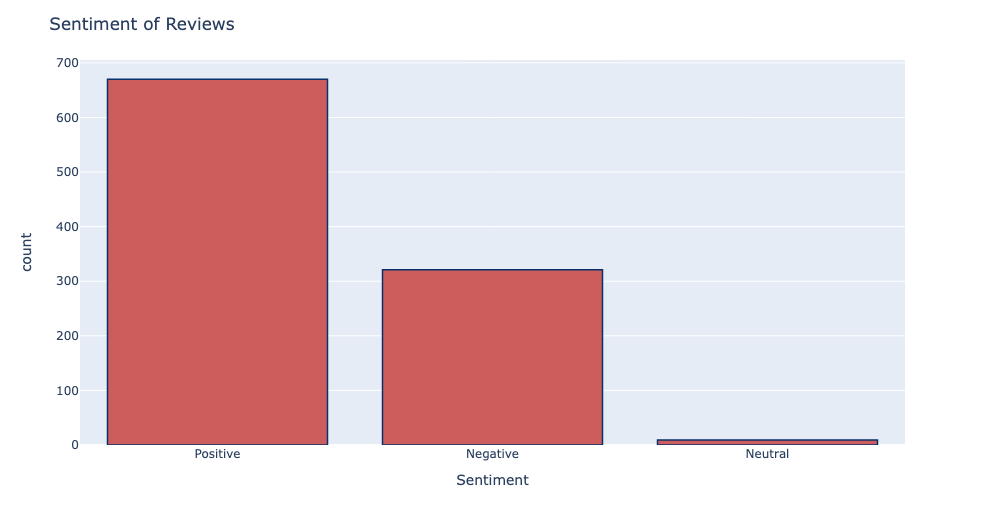 Sentiment of Reviews
700
600
500
400
300
200
100
0
count
Positive
Negative
Neutral
Sentiment